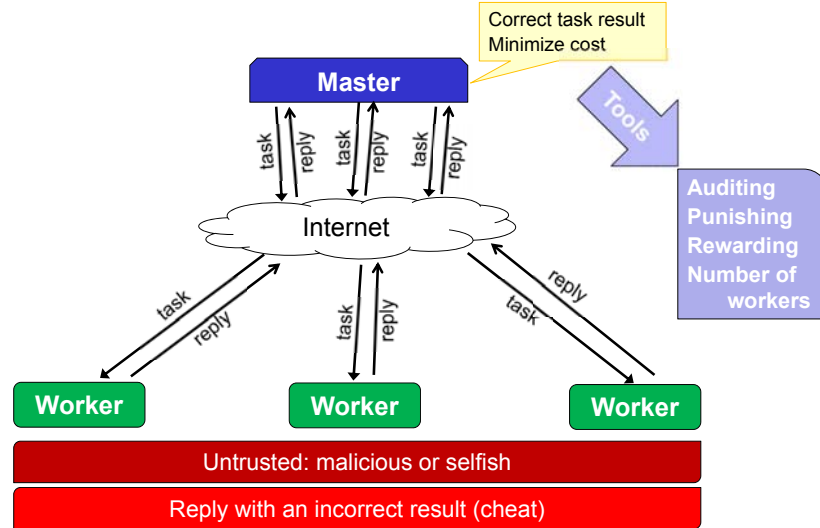 Correct task result
Minimize cost
Master
Tools
task
reply
task
reply
task
reply
Auditing
Punishing
Rewarding
Number of
workers
Internet
task
reply
task
reply
reply
task
Worker
Worker
Worker
Untrusted: malicious or selfish
Reply with an incorrect result (cheat)